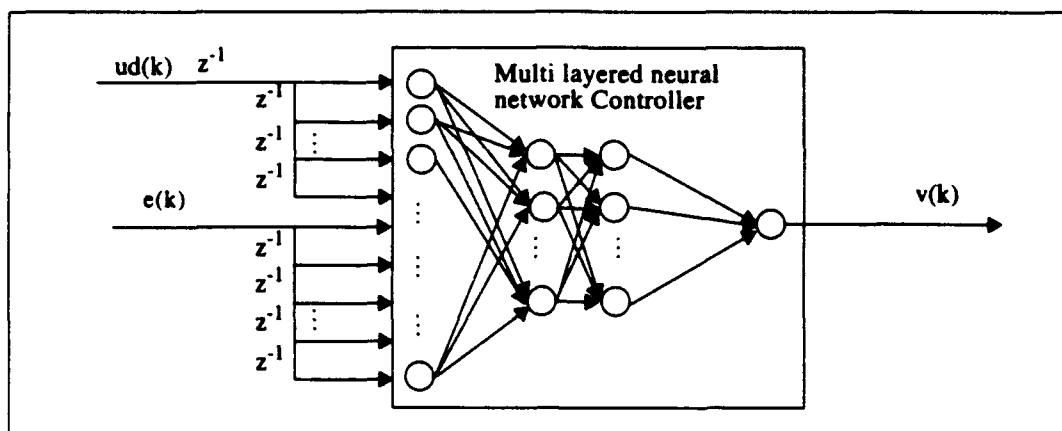 ud(k) z⁻¹
Multi layered neural
network Controller
z⁻¹
z⁻¹
z⁻¹
e(k)
v(k)
z⁻¹
z⁻¹
z⁻¹
z⁻¹